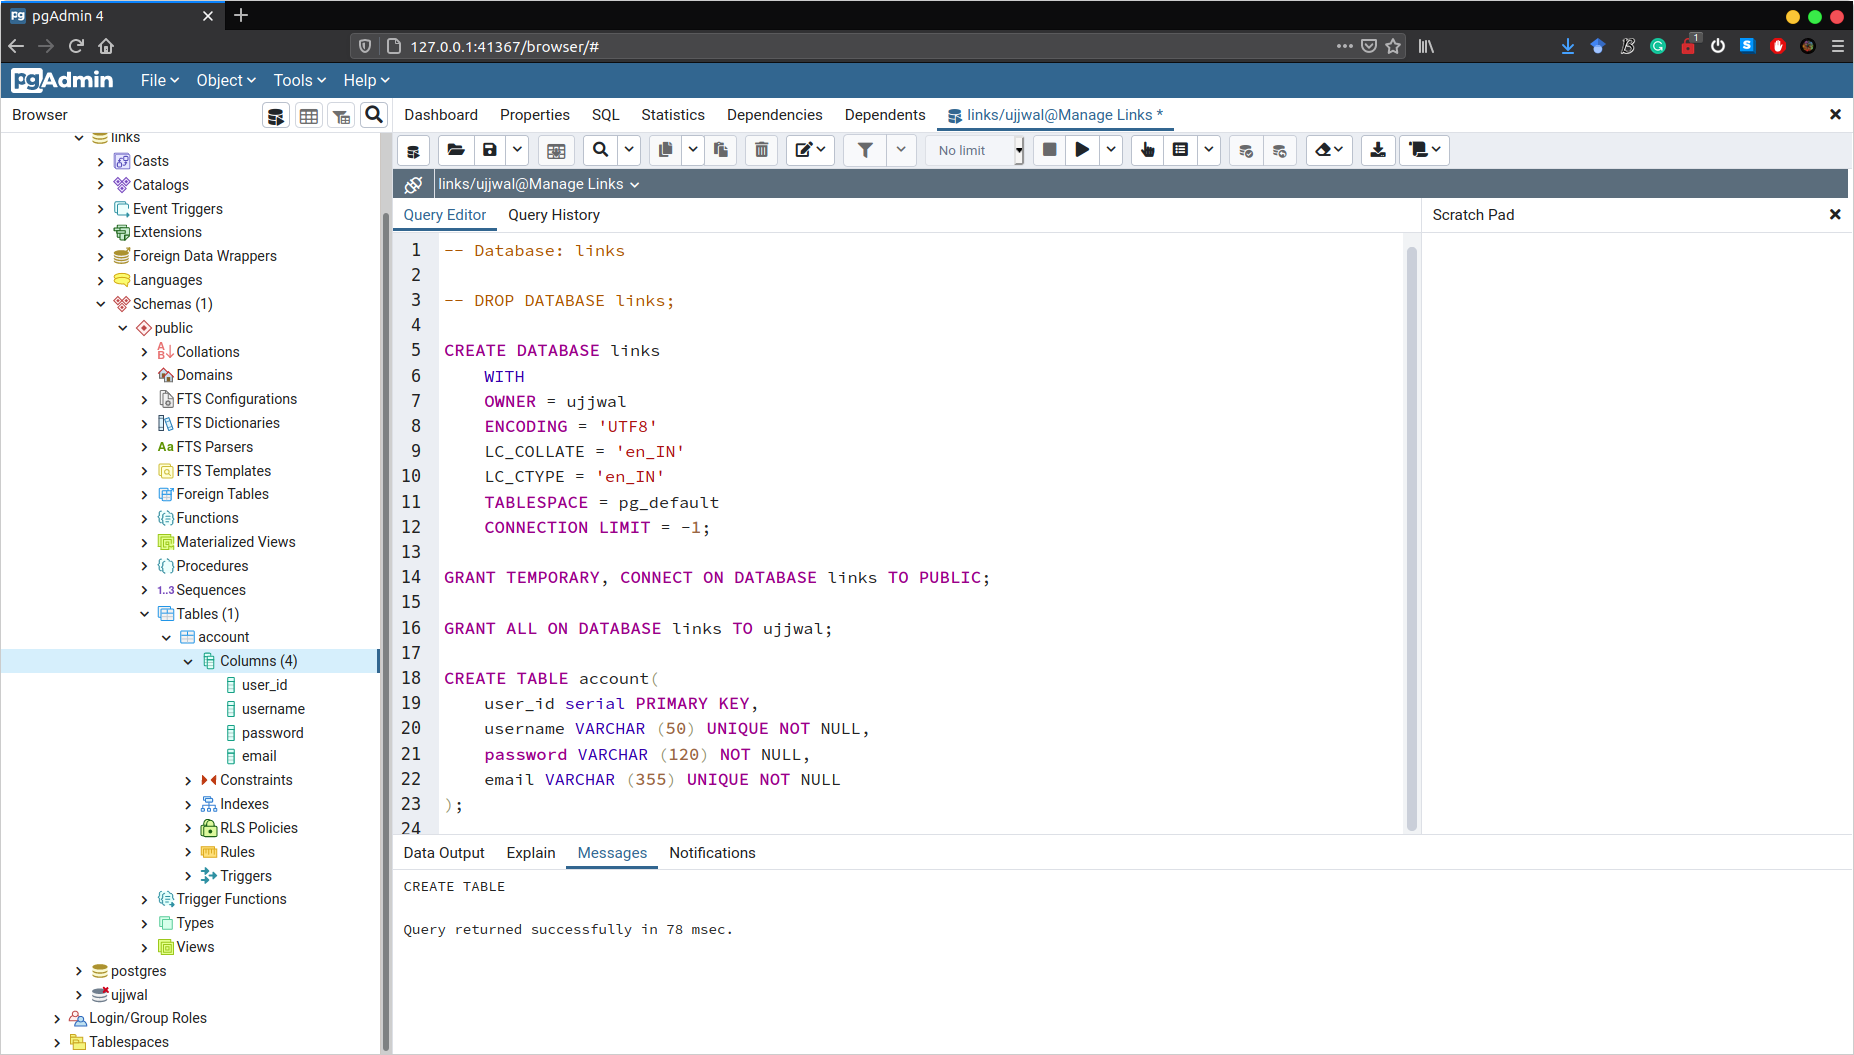 pgAdmin 4
127.0.0.1:41367/browser/#
1
pgAdmin File Object Tools Help
Browser
Dashboard Properties SQL Statistics Dependencies Dependents links/ujjwal@Manage Links *
No limit
links/ujjwal@Manage Links
Query Editor Query History
Scratch Pad
links
Casts
Catalogs
Event Triggers
Extensions
Foreign Data Wrappers
Languages
Schemas (1)
public
Collations
Domains
FTS Configurations
FTS Dictionaries
Aa FTS Parsers
FTS Templates
Foreign Tables
Functions
Materialized Views
Procedures
1..3 Sequences
Tables (1)
account
Columns (4)
user_id
username
password
email
Constraints
Indexes
RLS Policies
Rules
Triggers
Trigger Functions
Types
Views
postgres
ujjwal
Login/Group Roles
Tablespaces
1 -- Database: links
2
3 -- DROP DATABASE links;
4
5 CREATE DATABASE links
6 WITH
7 OWNER = ujjwal
8 ENCODING = 'UTF8'
9 LC_COLLATE = 'en_IN'
10 LC_CTYPE = 'en_IN'
11 TABLESPACE = pg_default
12 CONNECTION LIMIT = -1;
13
14 GRANT TEMPORARY, CONNECT ON DATABASE links TO PUBLIC;
15
16 GRANT ALL ON DATABASE links TO ujjwal;
17
18 CREATE TABLE account(
19 user_id serial PRIMARY KEY,
20 username VARCHAR (50) UNIQUE NOT NULL,
21 password VARCHAR (120) NOT NULL,
22 email VARCHAR (355) UNIQUE NOT NULL
23 );
24
Data Output Explain Messages Notifications
CREATE TABLE
Query returned successfully in 78 msec.